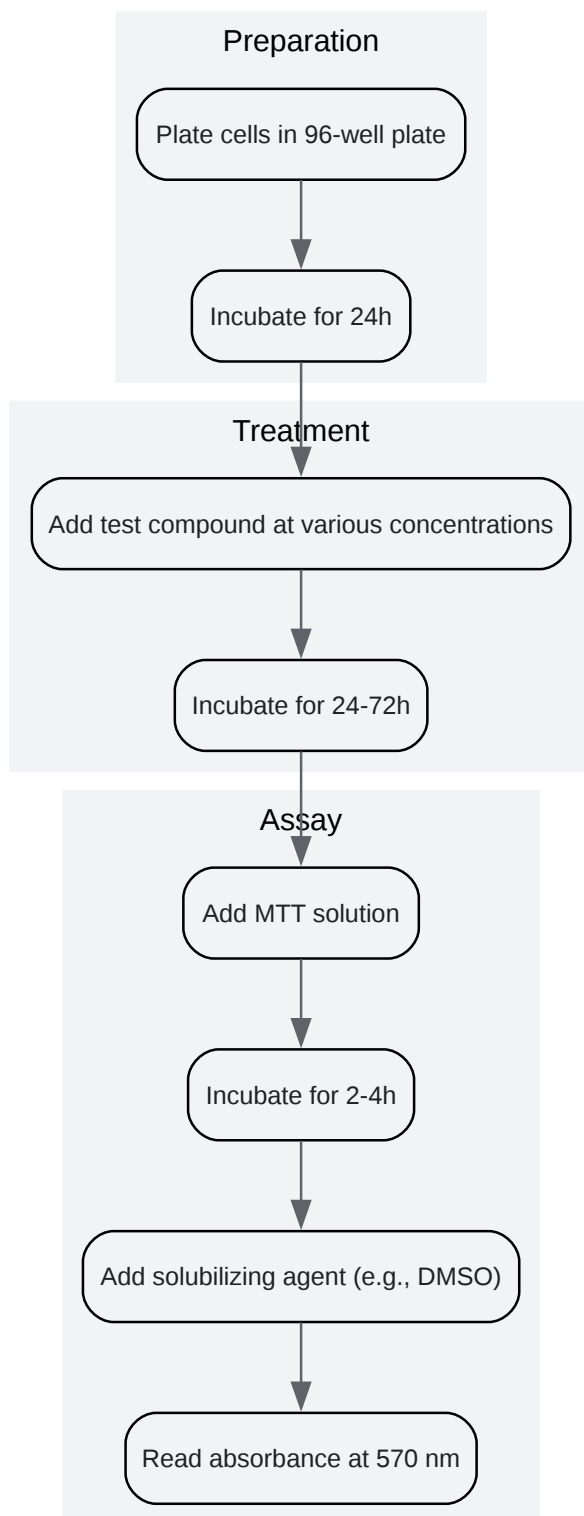 Preparation
Plate cells in 96-well plate
Incubate for 24h
Treatment
Add test compound at various concentrations
Incubate for 24-72h
Assay
Add MTT solution
Incubate for 2-4h
Add solubilizing agent (e.g., DMSO)
Read absorbance at 570 nm